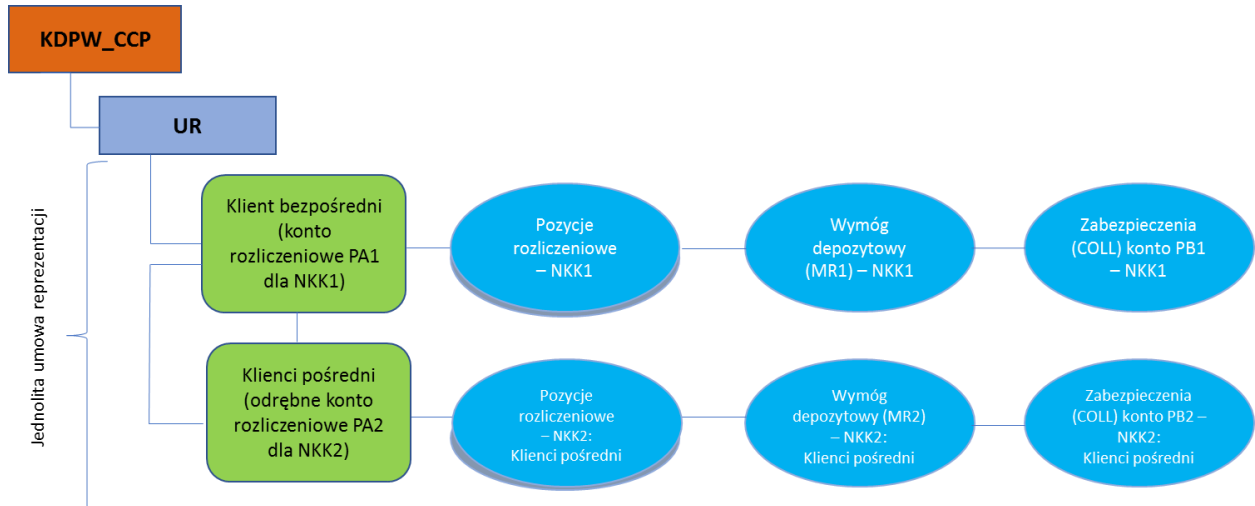 KDPW_CCP
UR
Jednolita umowa reprezentacji
Klient bezpośredni
(konto
rozliczeniowe PA1
dla NKK1)
Pozycje
rozliczeniowe
– NKK1
Wymóg
depozytowy
(MR1) – NKK1
Zabezpieczenia
(COLL) konto PB1
– NKK1
Klienci pośredni
(odrębne konto
rozliczeniowe PA2
dla NKK2)
Pozycje
rozliczeniowe
– NKK2:
Klienci pośredni
Wymóg
depozytowy (MR2)
– NKK2:
Klienci pośredni
Zabezpieczenia
(COLL) konto PB2 –
NKK2:
Klienci pośredni